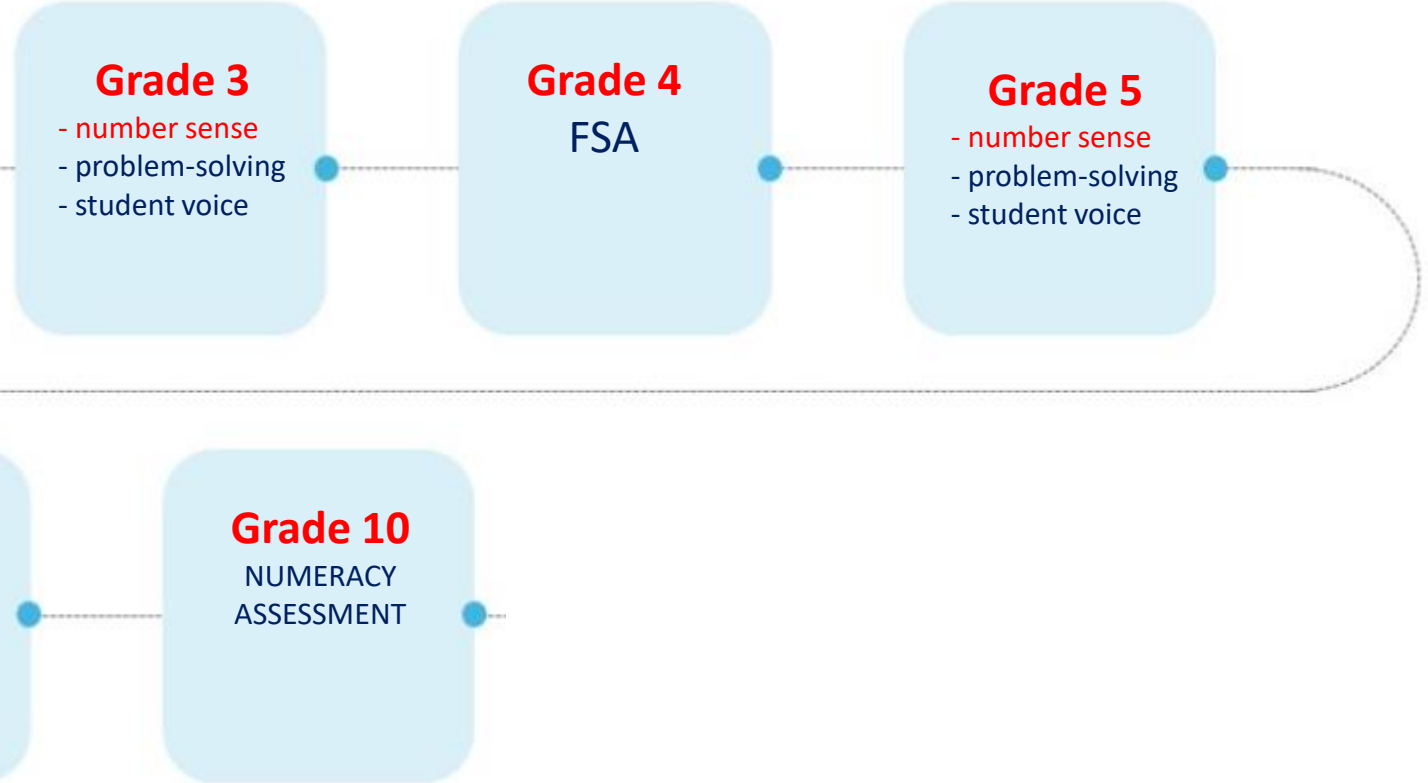 Grade 3
- number sense
- problem-solving
- student voice
Grade 4
FSA
Grade 5
- number sense
- problem-solving
- student voice
Grade 10
NUMERACY
ASSESSMENT